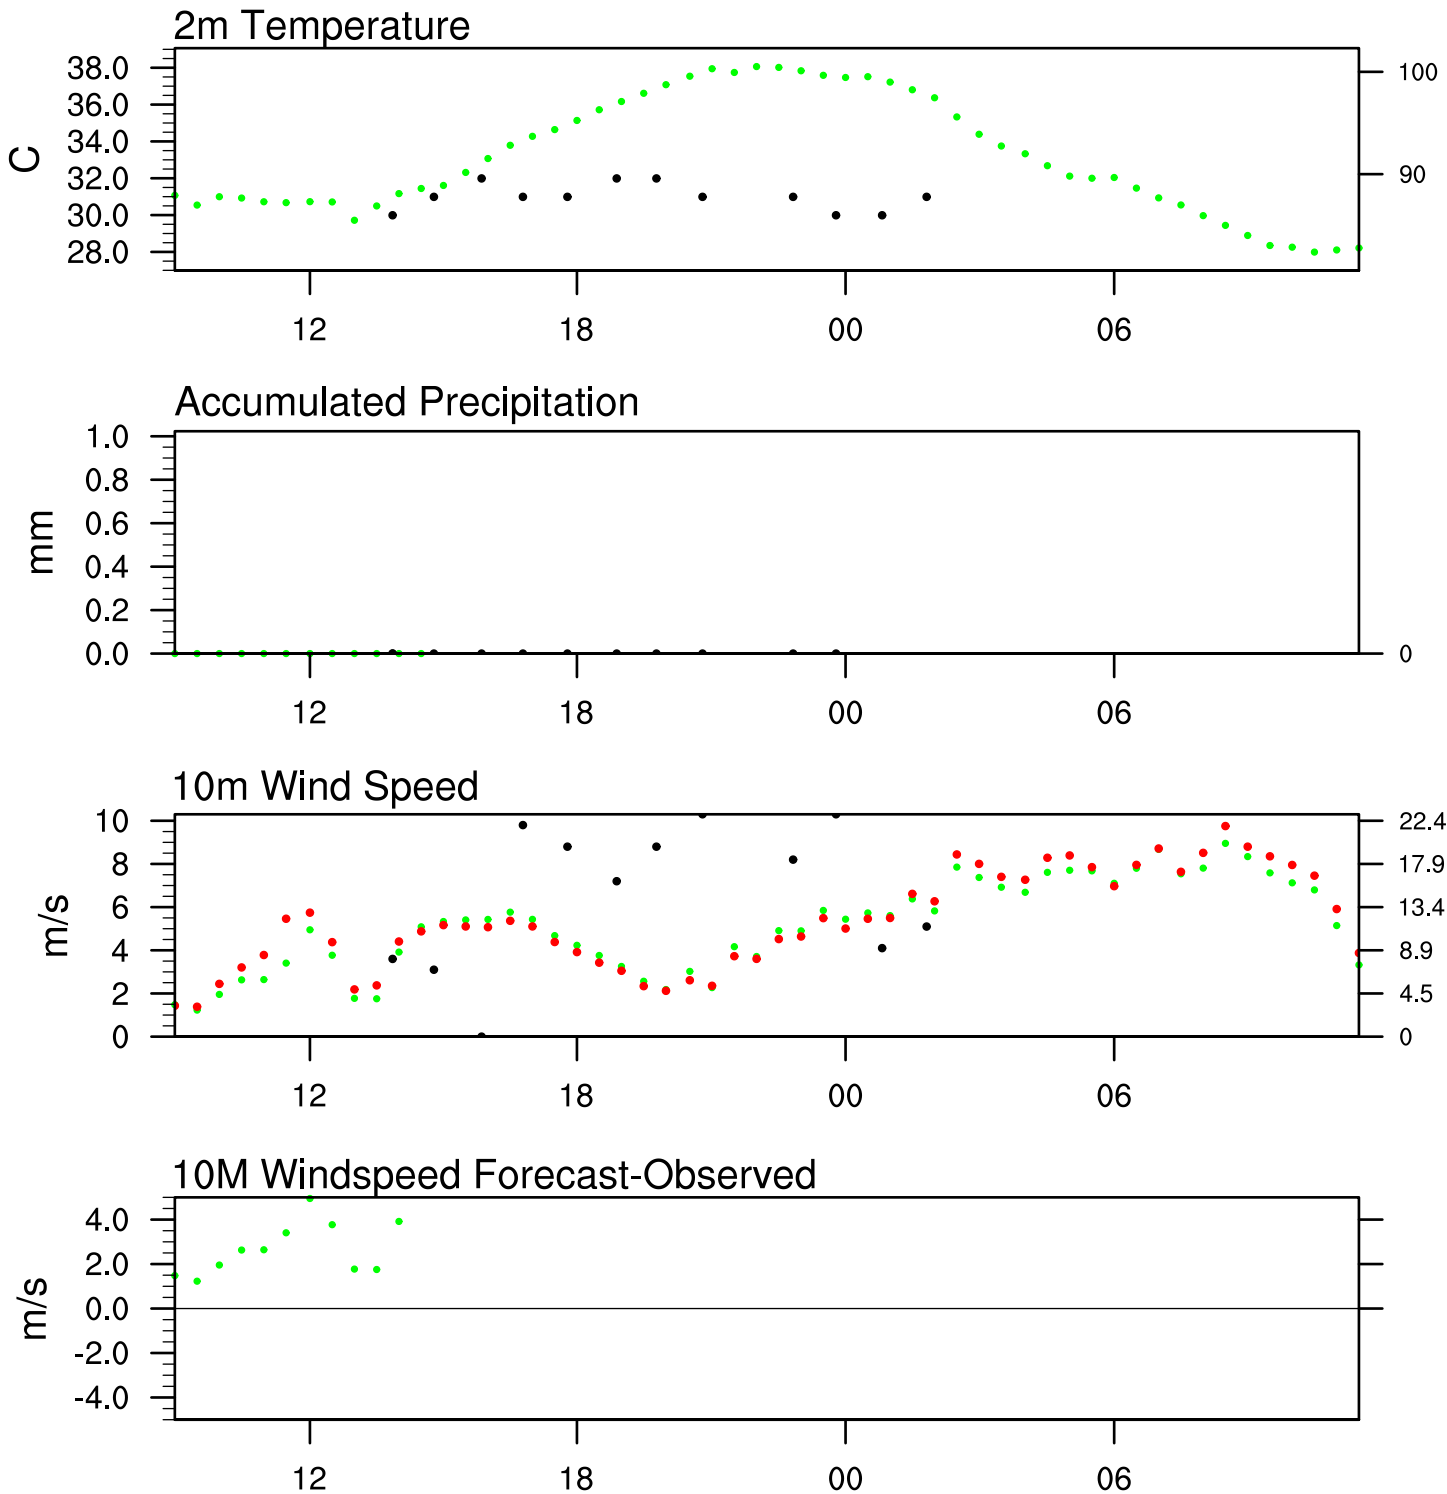 2m Temperature
38.0
36.0
34.0
32.0
30.0
28.0
C
100
90
12 18 00 06
Accumulated Precipitation
1.0
0.8
0.6
0.4
0.2
0.0
mm
0
12 18 00 06
10m Wind Speed
10
8
6
4
2
0
m/s
22.4
17.9
13.4
8.9
4.5
0
12 18 00 06
10M Windspeed Forecast-Observed
4.0
2.0
0.0
-2.0
-4.0
m/s
12 18 00 06